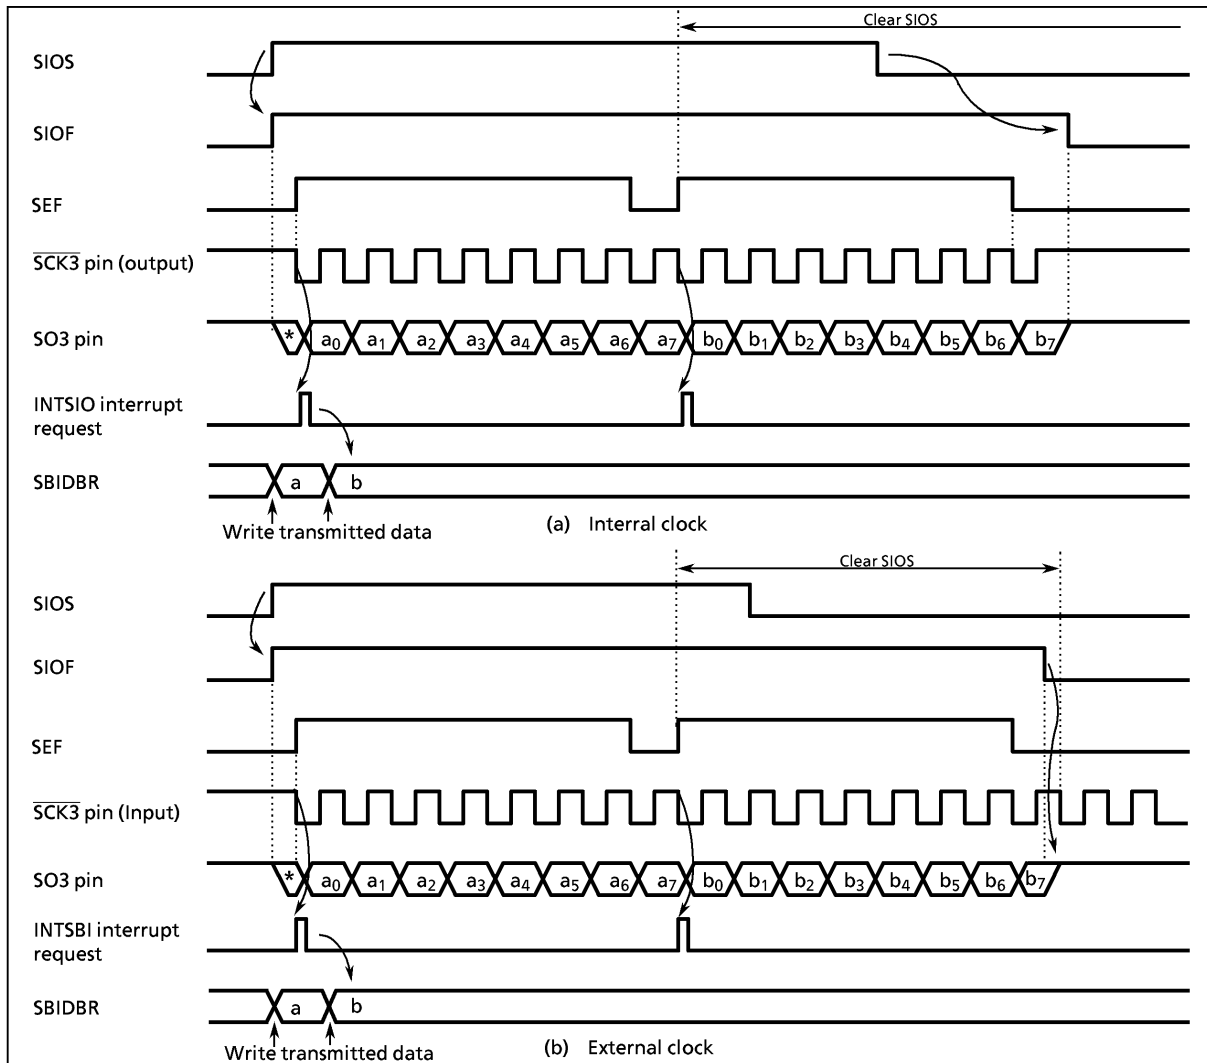 Clear SIOS
SIOS
SIOF
SEF
SCK3 pin (output)
SO3 pin
* a0 a1 a2 a3 a4 a5 a6 a7 b0 b1 b2 b3 b4 b5 b6 b7
INTSIO interrupt
request
SBIDBR
a b
Write transmitted data
(a) Interral clock
Clear SIOS
SIOS
SIOF
SEF
SCK3 pin (Input)
SO3 pin
* a0 a1 a2 a3 a4 a5 a6 a7 b0 b1 b2 b3 b4 b5 b6 b7
INTSBI interrupt
request
SBIDBR
a b
Write transmitted data
(b) External clock